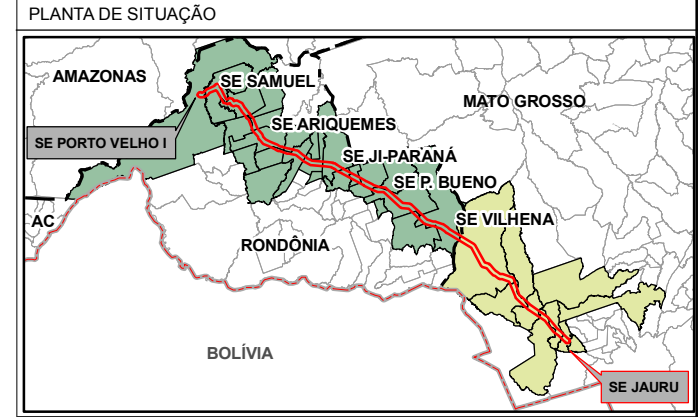 PLANTA DE SITUAÇÃO
AMAZONAS
SE SAMUEL
MATO GROSSO
SE ARIQUEMES
SE PORTO VELHO I
SE JI-PARANÁ
SE P. BUENO
AC
SE VILHENA
RONDÔNIA
BOLÍVIA
SE JAURU